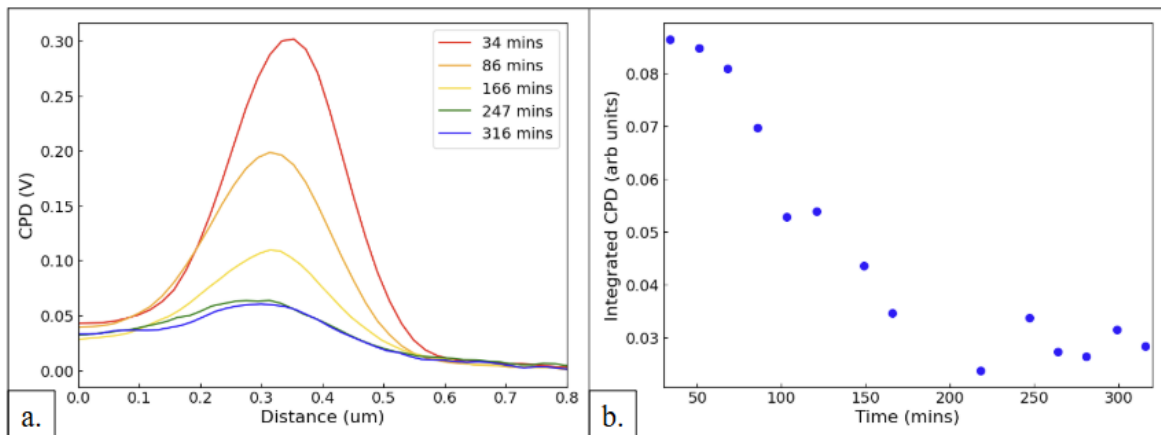 0.30
0.25
0.20
0.15
0.10
0.05
0.00
CPD (V)
34 mins
86 mins
166 mins
247 mins
316 mins
0.0 0.1 0.2 0.3 0.4 0.5 0.6 0.7 0.8
Distance (um)
a.
b.
0.08
0.07
0.06
0.05
0.04
0.03
Integrated CPD (arb units)
50 100 150 200 250 300
Time (mins)